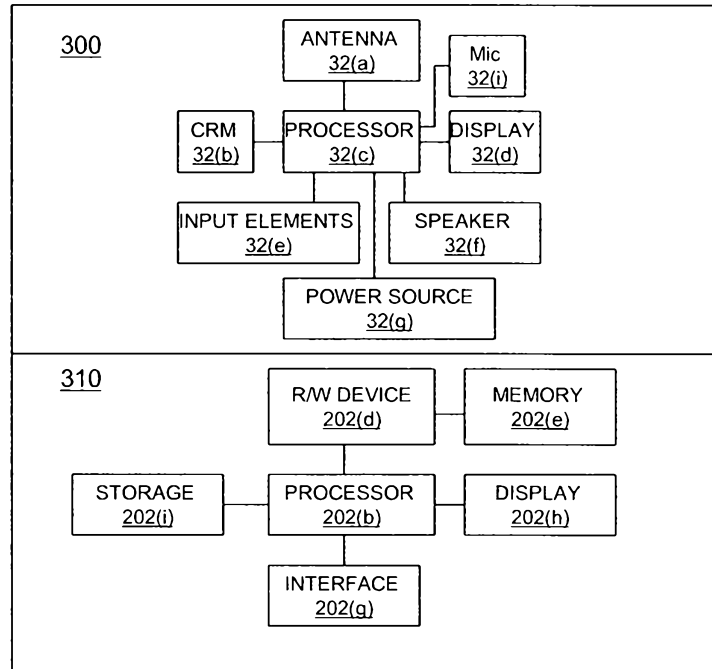 300
ANTENNA
32(a)
Mic
32(i)
CRM
32(b)
PROCESSOR
32(c)
DISPLAY
32(d)
INPUT ELEMENTS
32(e)
SPEAKER
32(f)
POWER SOURCE
32(g)
310
R/W DEVICE
202(d)
MEMORY
202(e)
STORAGE
202(i)
PROCESSOR
202(b)
DISPLAY
202(h)
INTERFACE
202(g)